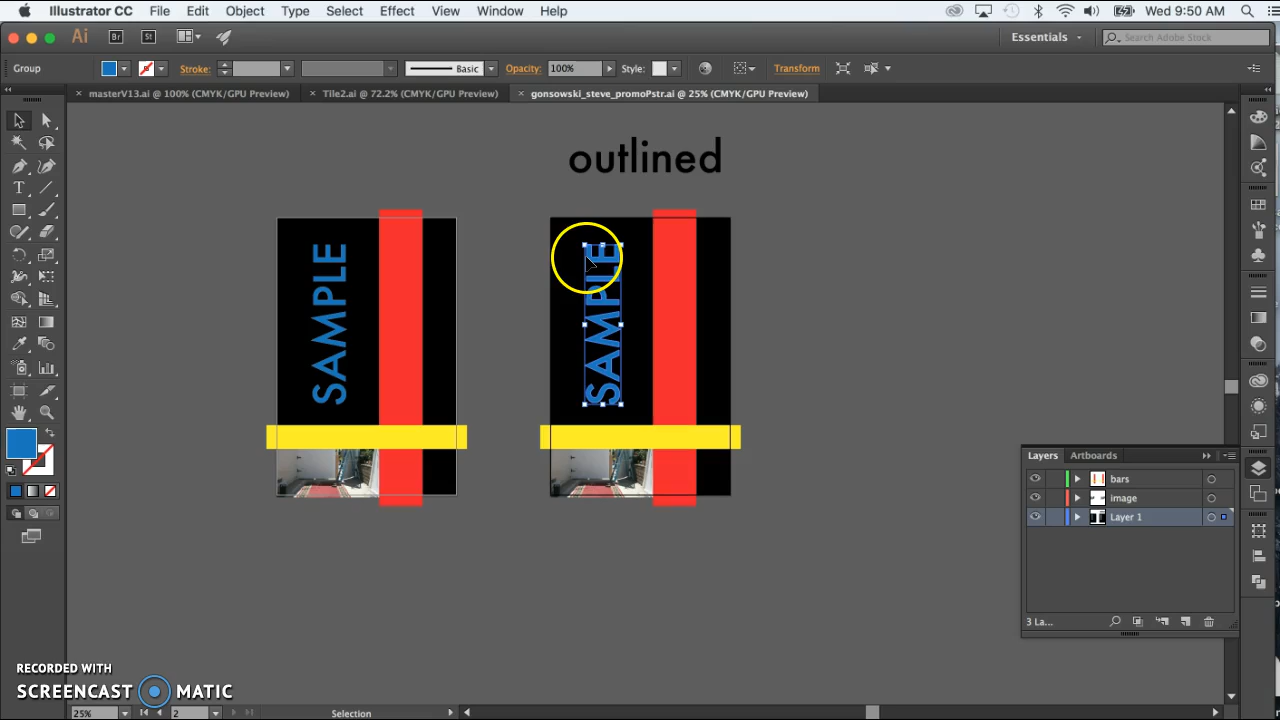 Illustrator CC File Edit Object Type Select Effect View Window Help Wed 9:50 AM
Ai Br St Essentials Search Adobe Stock
Group Stroke: Basic Opacity: 100% Style: Transform
× masterV13.ai @ 100% (CMYK/GPU Preview) × Tile2.ai @ 72.2% (CMYK/GPU Preview) × gonsowski_steve_promoPstr.ai @ 25% (CMYK/GPU Preview)
outlined
SAMPLE
SAMPLE
Layers Artboards
bars
image
Layer 1
3 La...
RECORDED WITH
SCREENCAST MATIC
25% 2 Selection